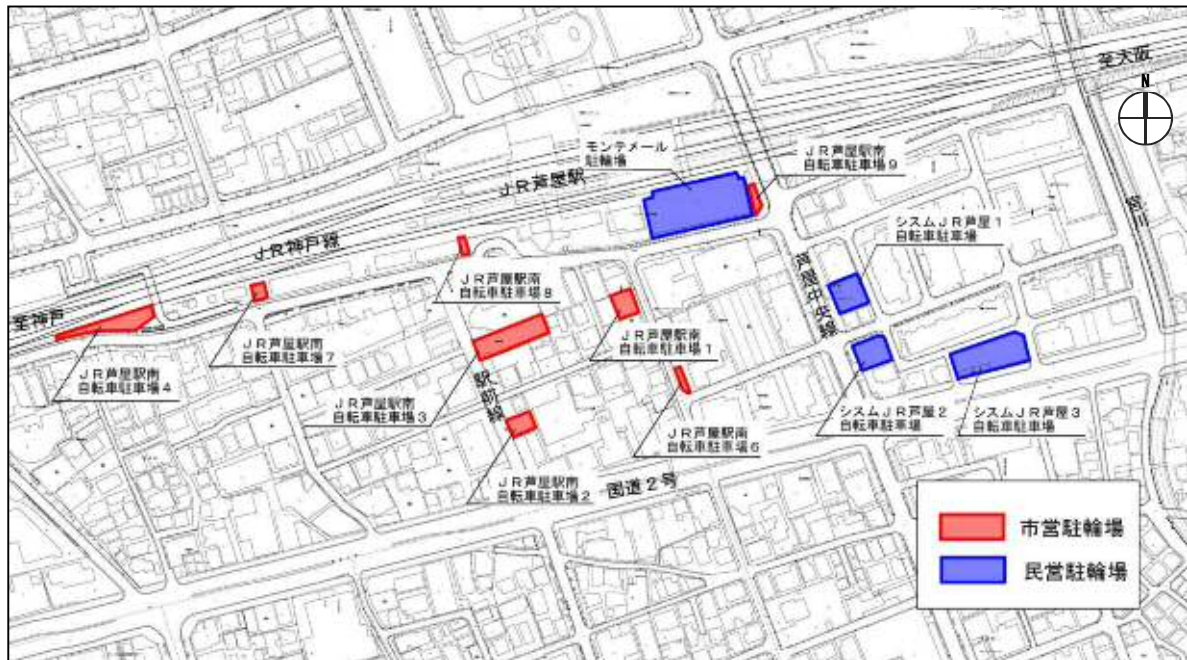 至大阪
N
モンテメール
駐輪場
JR芦屋駅南
自転車駐車場9
JR芦屋駅
JR神戸線
宮川
システムJR芦屋1
自転車駐車場
芦屋中央線
JR芦屋駅南
自転車駐車場8
至神戸
JR芦屋駅南
自転車駐車場7
JR芦屋駅南
自転車駐車場1
JR芦屋駅南
自転車駐車場4
駅前線
JR芦屋駅南
自転車駐車場3
JR芦屋駅南
自転車駐車場6
システムJR芦屋2
自転車駐車場
システムJR芦屋3
自転車駐車場
JR芦屋駅南
自転車駐車場2
国道2号
市営駐輪場
民営駐輪場